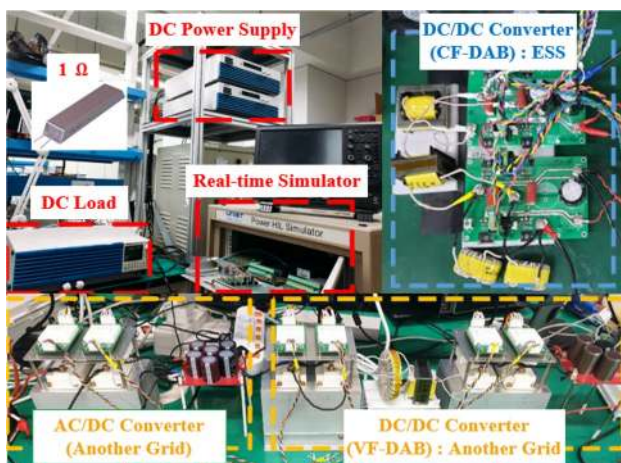 DC Power Supply
DC/DC Converter
(CF-DAB) : ESS
1 Ω
Real-time Simulator
DC Load
Power HIL Simulator
AC/DC Converter
(Another Grid)
DC/DC Converter
(VF-DAB) : Another Grid